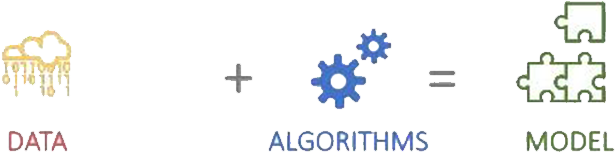 + =
DATA ALGORITHMS MODEL